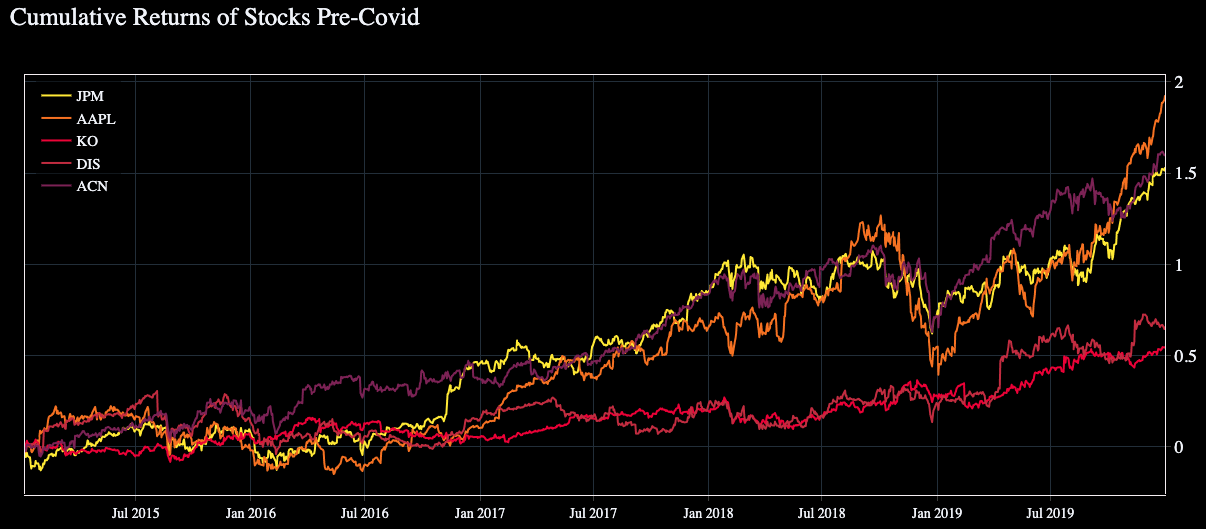 Cumulative Returns of Stocks Pre-Covid
JPM
AAPL
KO
DIS
ACN
2
1.5
1
0.5
0
Jul 2015 Jan 2016 Jul 2016 Jan 2017 Jul 2017 Jan 2018 Jul 2018 Jan 2019 Jul 2019